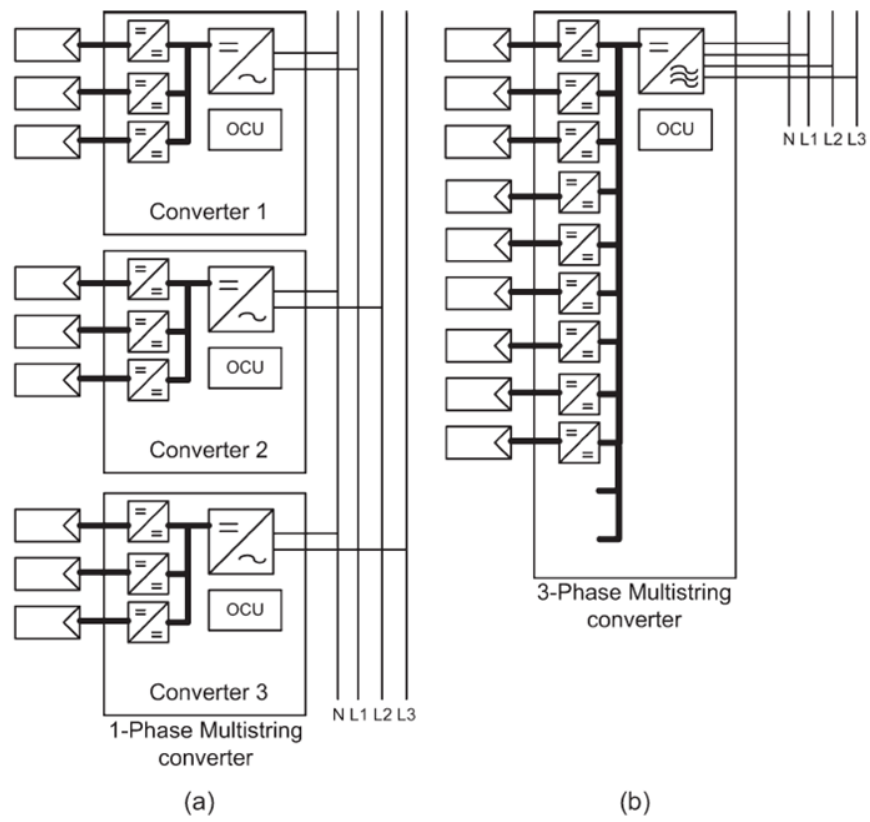 OCU
Converter 1
OCU
Converter 2
OCU
Converter 3
N L1 L2 L3
1-Phase Multistring
converter
(a)
OCU
N L1 L2 L3
3-Phase Multistring
converter
(b)